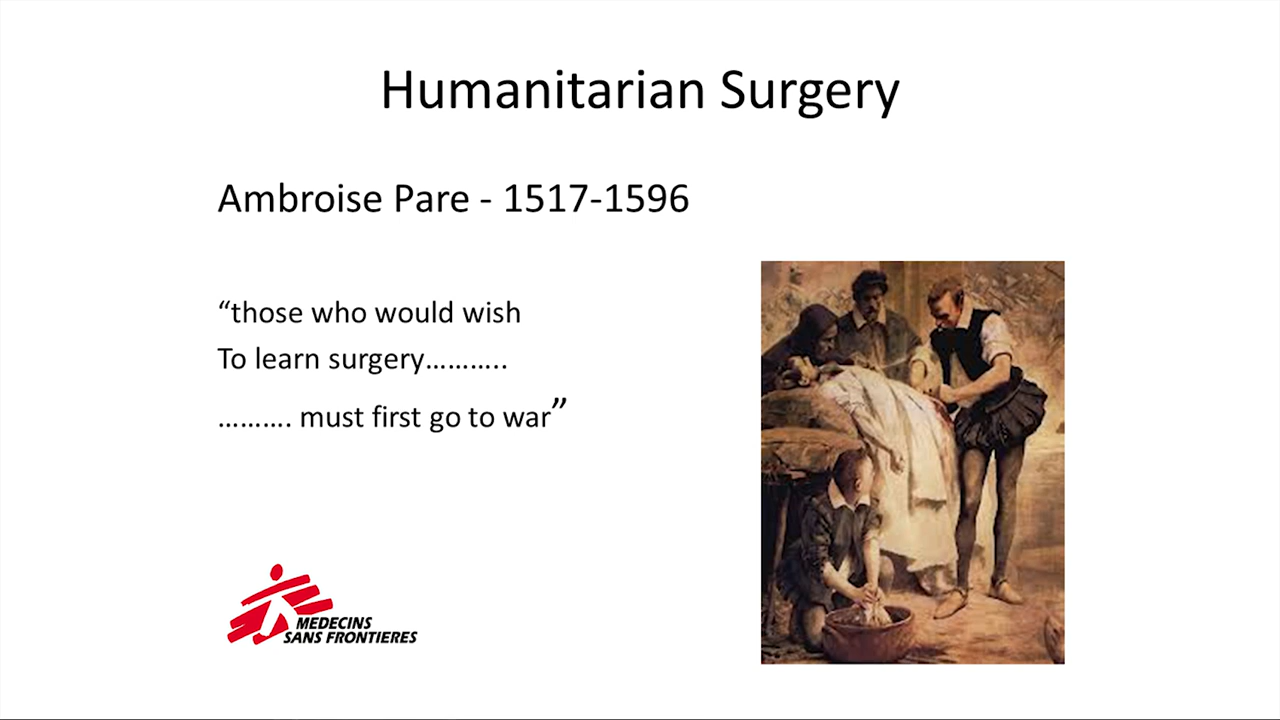 Humanitarian Surgery
Ambroise Pare - 1517-1596
“those who would wish
To learn surgery………..
………. must first go to war”
MEDECINS
SANS FRONTIERES